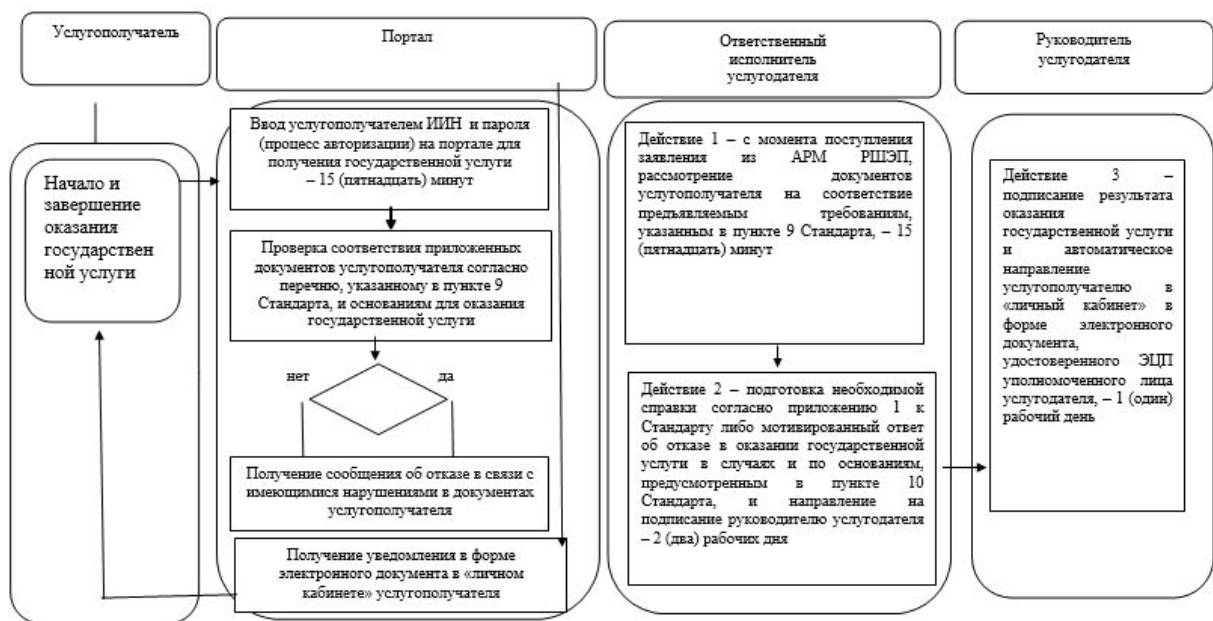 Услугополучатель
Портал
Ответственный
исполнитель
услугодателя
Руководитель
услугодателя
Начало и
завершение
оказания
государствен
ной услуги
Ввод услугополучателем ИИН и пароля
(процесс авторизации) на портале для
получения государственной услуги
– 15 (пятнадцать) минут
Проверка соответствия приложенных
документов услугополучателя согласно
перечню, указанному в пункте 9
Стандарта, и основаниям для оказания
государственной услуги
нет
да
Получение сообщения об отказе в связи с
имеющимися нарушениями в документах
услугополучателя
Получение уведомления в форме
электронного документа в «личном
кабинете» услугополучателя
Действие 1 – с момента поступления
заявления из АРМ РШЭП,
рассмотрение документов
услугополучателя на соответствие
предъявляемым требованиям,
указанным в пункте 9 Стандарта, – 15
(пятнадцать) минут
Действие 2 – подготовка необходимой
справки согласно приложению 1 к
Стандарту либо мотивированный ответ
об отказе в оказании государственной
услуги в случаях и по основаниям,
предусмотренным в пункте 10
Стандарта, и направление на
подписание руководителю услугодателя
– 2 (два) рабочих дня
Действие 3 –
подписание результата
оказания
государственной услуги
и автоматическое
направление
услугополучателю в
«личный кабинет» в
форме электронного
документа,
удостоверенного ЭЦП
уполномоченного лица
услугодателя, – 1 (один)
рабочий день